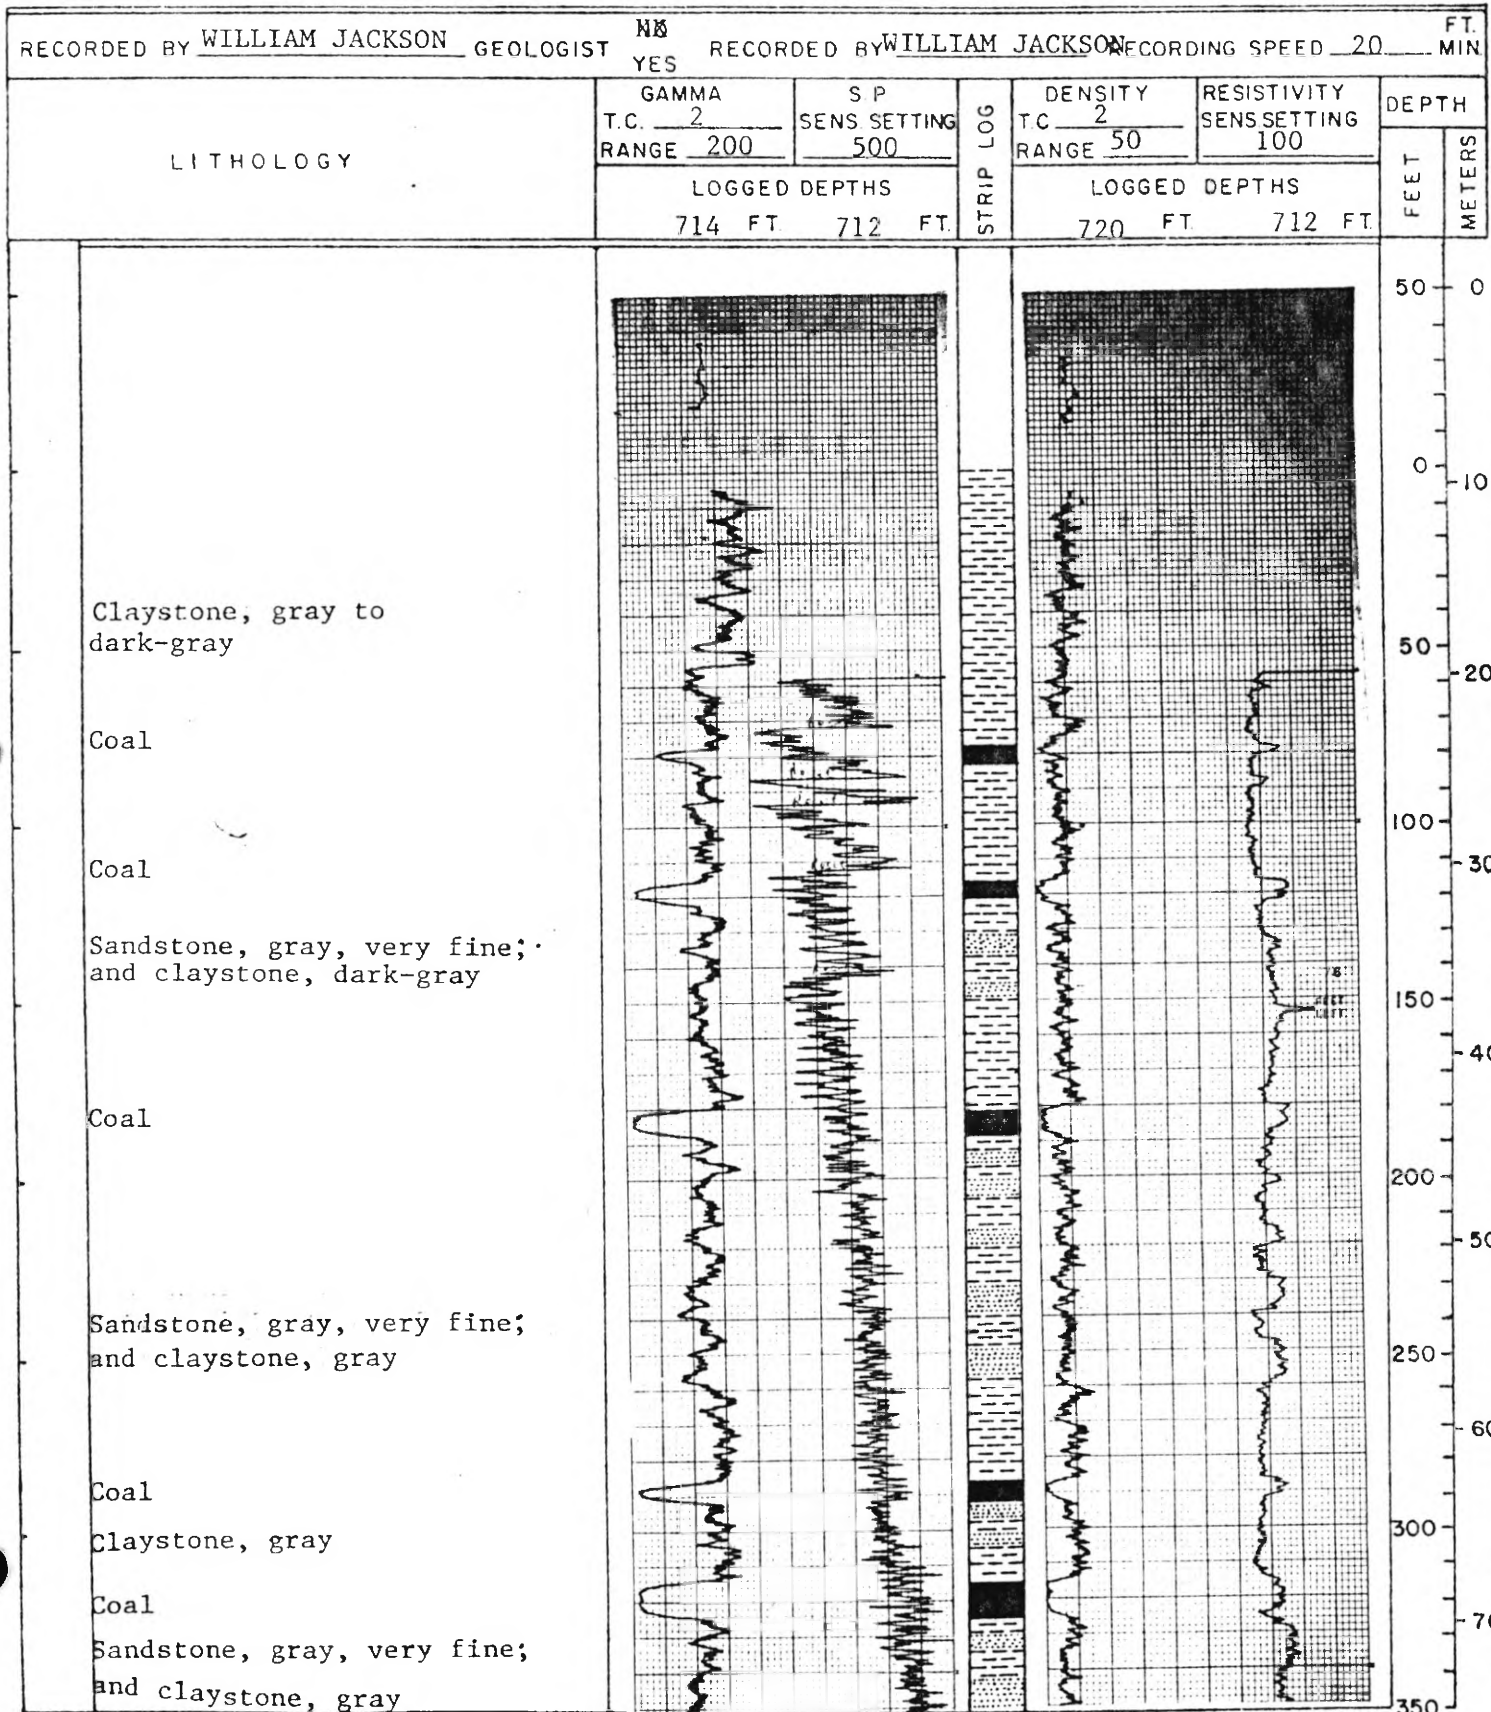 RECORDED BY WILLIAM JACKSON GEOLOGIST NO YES RECORDED BY WILLIAM JACKSON RECORDING SPEED 20 FT. MIN.
LITHOLOGY
GAMMA
T.C. 2
RANGE 200
S P
SENS. SETTING
500
LOGGED DEPTHS
714 FT. 712 FT.
STRIP LOG
DENSITY
T.C 2
RANGE 50
RESISTIVITY
SENS. SETTING
100
LOGGED DEPTHS
720 FT. 712 FT.
DEPTH
FEET
METERS
50 0
0
10
Claystone, gray to
dark-gray
50
20
Coal
100
Coal
30
Sandstone, gray, very fine;
and claystone, dark-gray
150
40
Coal
200
50
Sandstone, gray, very fine;
and claystone, gray
250
60
Coal
300
Claystone, gray
Coal
70
Sandstone, gray, very fine;
and claystone, gray
350